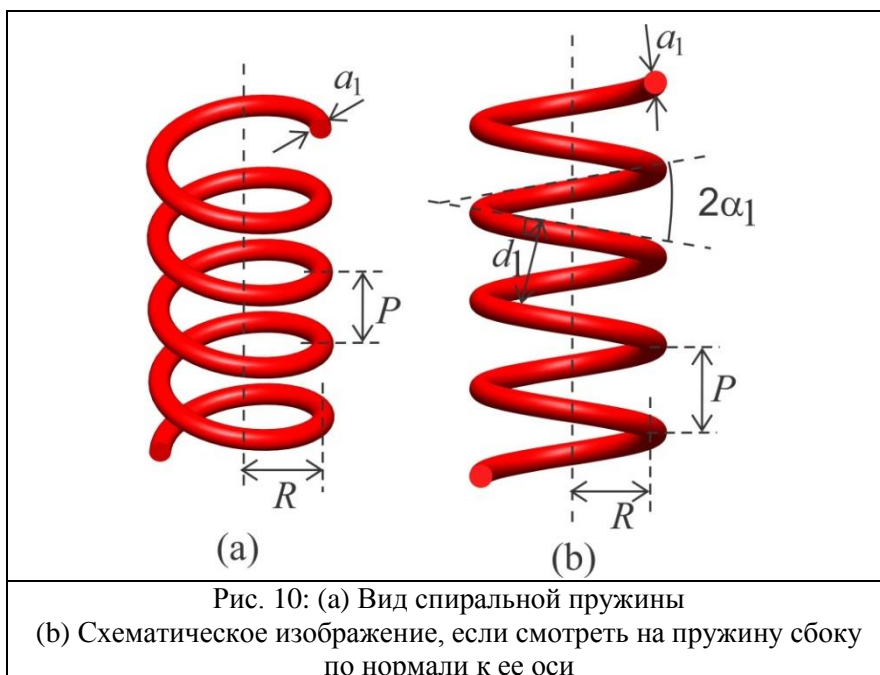 a₁
a₁
2α₁
d₁
P
P
R
R
(a)
(b)
Рис. 10: (a) Вид спиральной пружины
(b) Схематическое изображение, если смотреть на пружину сбоку
по нормали к ее оси